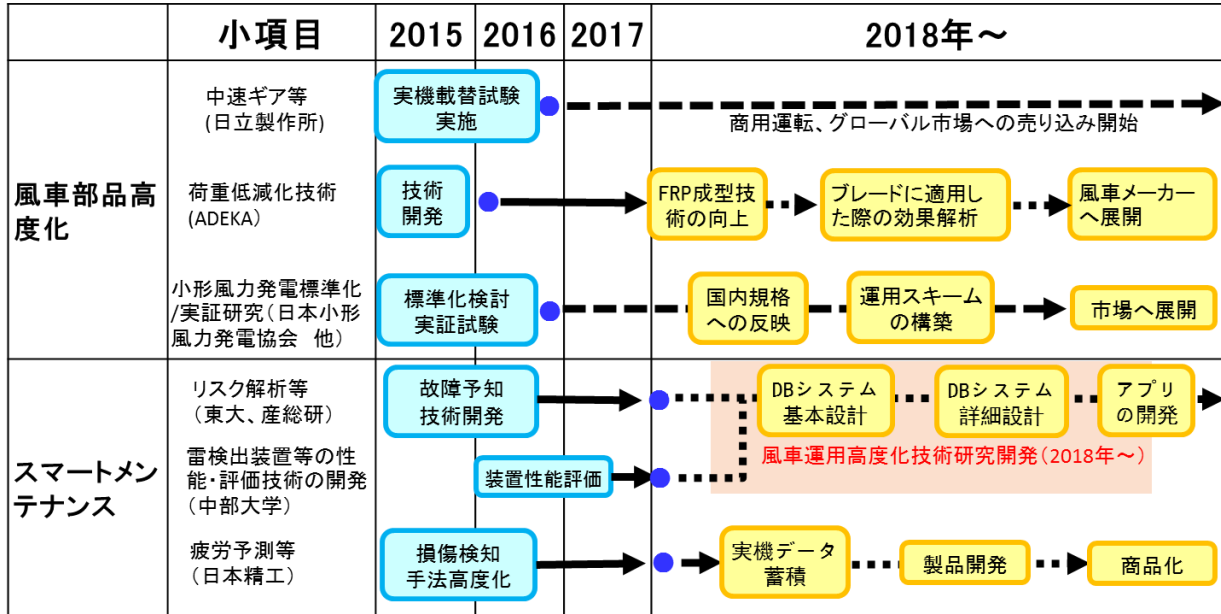 小項目
2015
2016
2017
2018年～
風車部品高
度化
中速ギア等
(日立製作所)
実機載替試験
実施
商用運転、グローバル市場への売り込み開始
荷重低減化技術
(ADEKA)
技術
開発
FRP成型技
術の向上
ブレードに適用し
た際の効果解析
風車メーカー
へ展開
小形風力発電標準化
/実証研究(日本小形
風力発電協会　他)
標準化検討
実証試験
国内規格
への反映
運用スキーム
の構築
市場へ展開
スマートメン
テナンス
リスク解析等
(東大、産総研)
故障予知
技術開発
DBシステム
基本設計
DBシステム
詳細設計
アプリ
の開発
風車運用高度化技術研究開発(2018年～)
雷検出装置等の性
能・評価技術の開発
(中部大学)
装置性能評価
疲労予測等
(日本精工)
損傷検知
手法高度化
実機データ
蓄積
製品開発
商品化